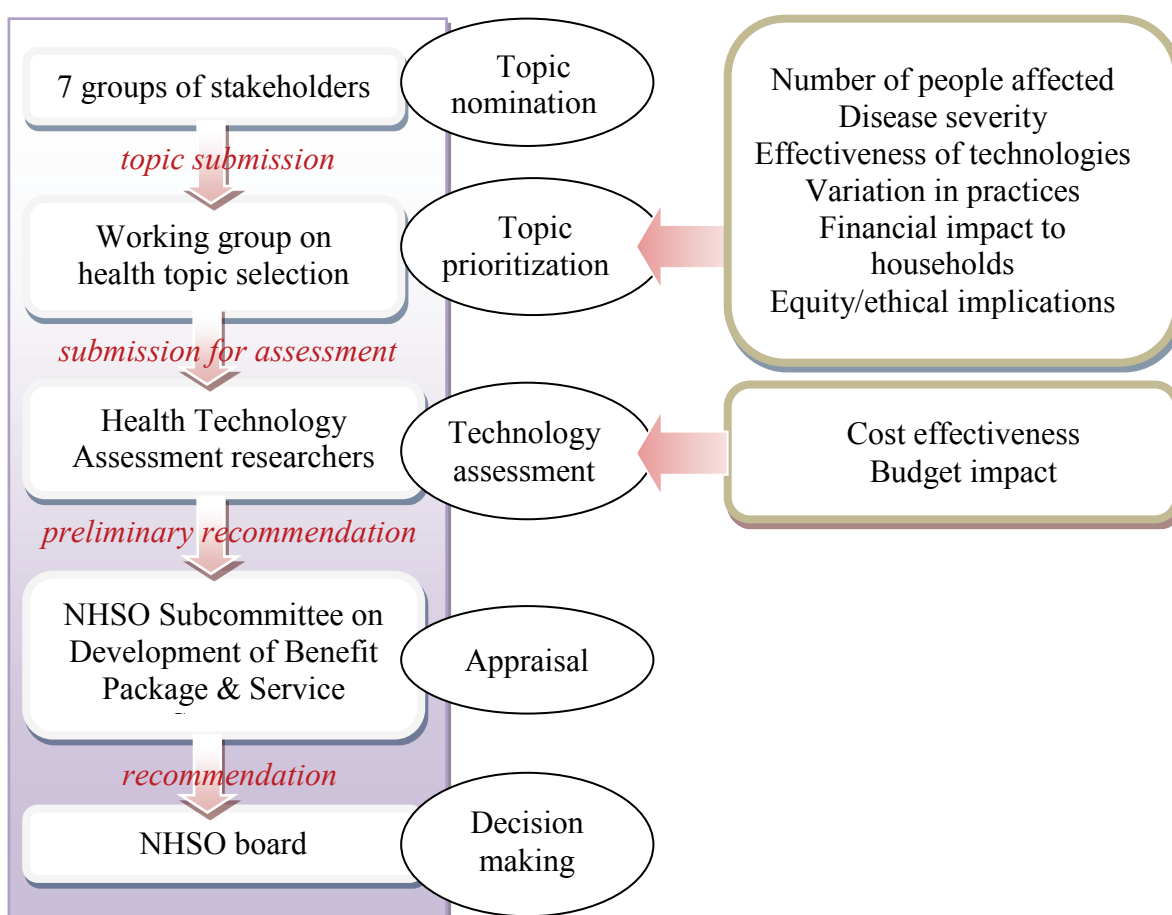 7 groups of stakeholders
Topic
nomination
topic submission
Working group on
health topic selection
Topic
prioritization
Number of people affected
Disease severity
Effectiveness of technologies
Variation in practices
Financial impact to
households
Equity/ethical implications
submission for assessment
Health Technology
Assessment researchers
Technology
assessment
Cost effectiveness
Budget impact
preliminary recommendation
NHSO Subcommittee on
Development of Benefit
Package & Service
Appraisal
recommendation
NHSO board
Decision
making